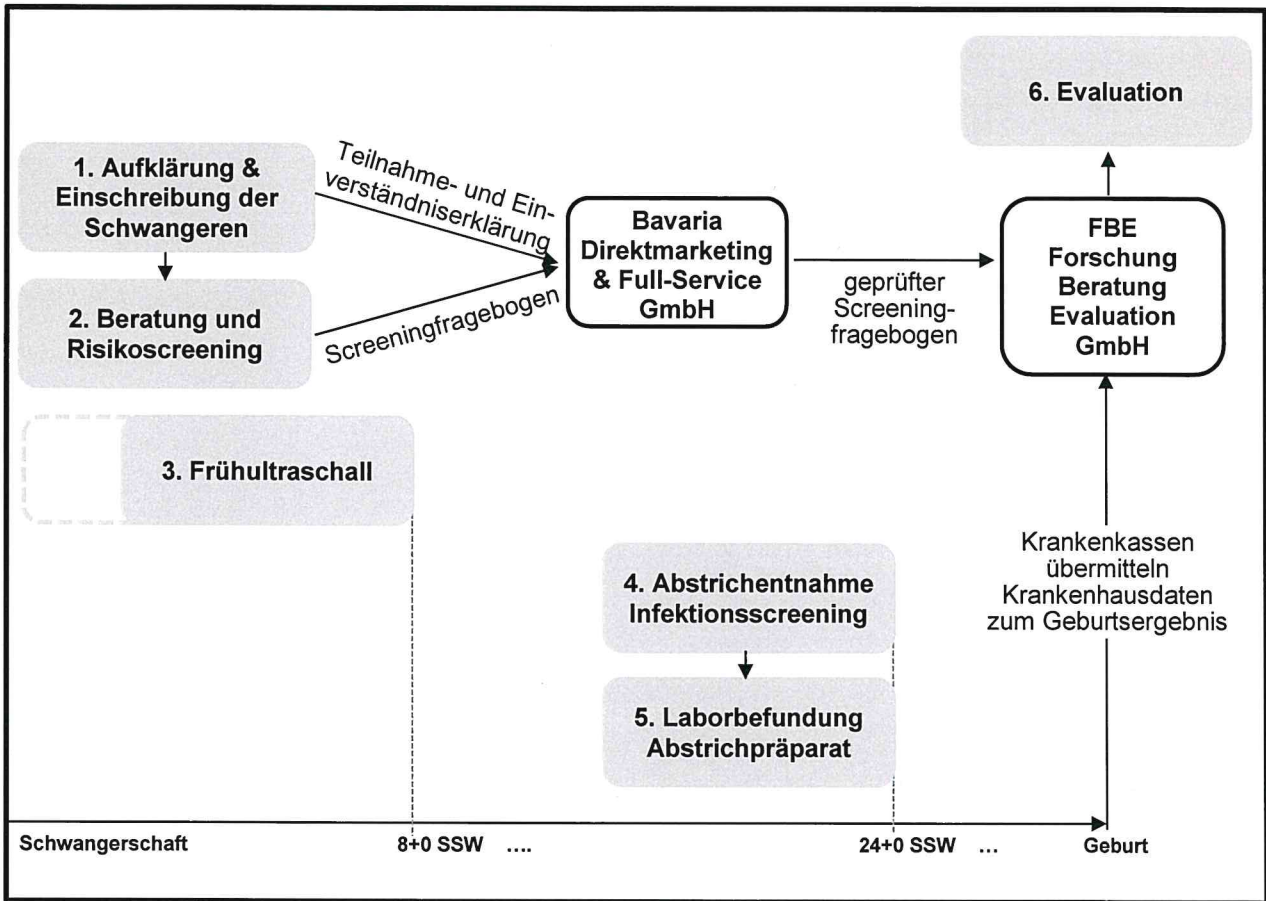 6. Evaluation
1. Aufklärung &
Einschreibung der
Schwangeren
Teilnahme- und Ein-
verständniserklärung
2. Beratung und
Risikoscreening
Screeningfragebogen
Bavaria
Direktmarketing
& Full-Service
GmbH
geprüfter
Screening-
fragebogen
FBE
Forschung
Beratung
Evaluation
GmbH
3. Frühultraschall
4. Abstrichentnahme
Infektionsscreening
5. Laborbefundung
Abstrichpräparat
Krankenkassen
übermitteln
Krankenhausdaten
zum Geburtsergebnis
Schwangerschaft
8+0 SSW ....
24+0 SSW ...
Geburt